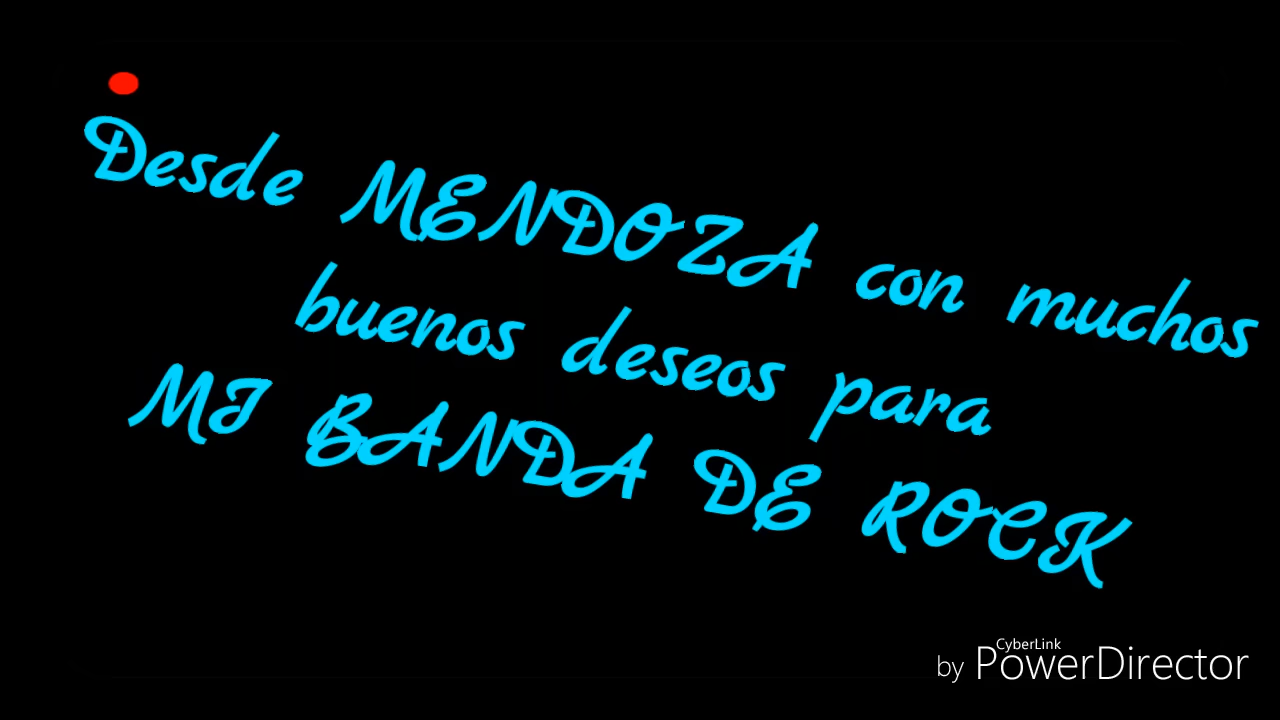 Desde MENDOZA con muchos
buenos deseos para
MI BANDA DE ROCK
CyberLink
by PowerDirector